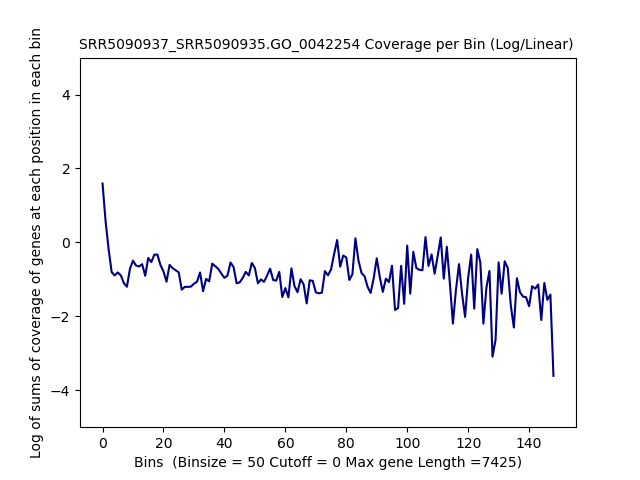 SRR5090937_SRR5090935.GO_0042254 Coverage per Bin (Log/Linear)
Log of sums of coverage of genes at each position in each bin
4
2
0
−2
−4
0 20 40 60 80 100 120 140
Bins  (Binsize = 50 Cutoff = 0 Max gene Length =7425)